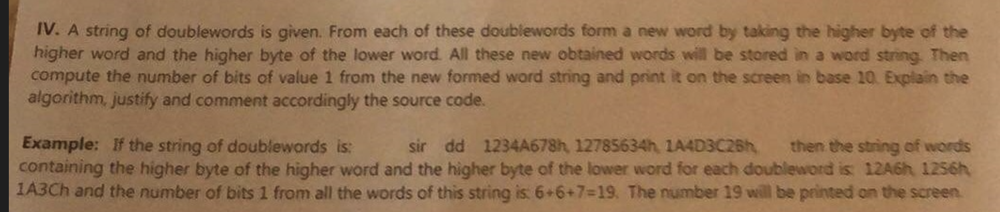 IV. A string of doublewords is given. From each of these doublewords form a new word by taking the higher byte of the
higher word and the higher byte of the lower word. All these new obtained words will be stored in a word string. Then
compute the number of bits of value 1 from the new formed word string and print it on the screen in base 10. Explain the
algorithm, justify and comment accordingly the source code.
Example: If the string of doublewords is: sir dd 1234A678h, 12785634h, 1A4D3C2Bh, then the string of words
containing the higher byte of the higher word and the higher byte of the lower word for each doubleword is: 12A6h, 1256h,
1A3Ch and the number of bits 1 from all the words of this string is: 6+6+7=19. The number 19 will be printed on the screen.